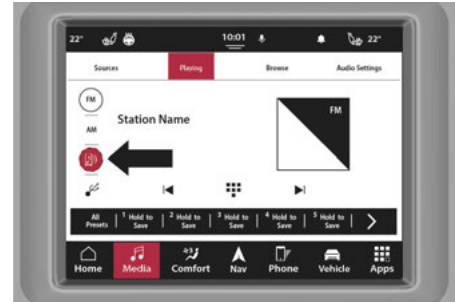 22° 10:01 22°
Sources Playing Browse Audio Settings
FM
AM
Station Name
FM
All Presets 1 Hold to Save 2 Hold to Save 3 Hold to Save 4 Hold to Save 5 Hold to Save
Home Media Comfort Nav Phone Vehicle Apps